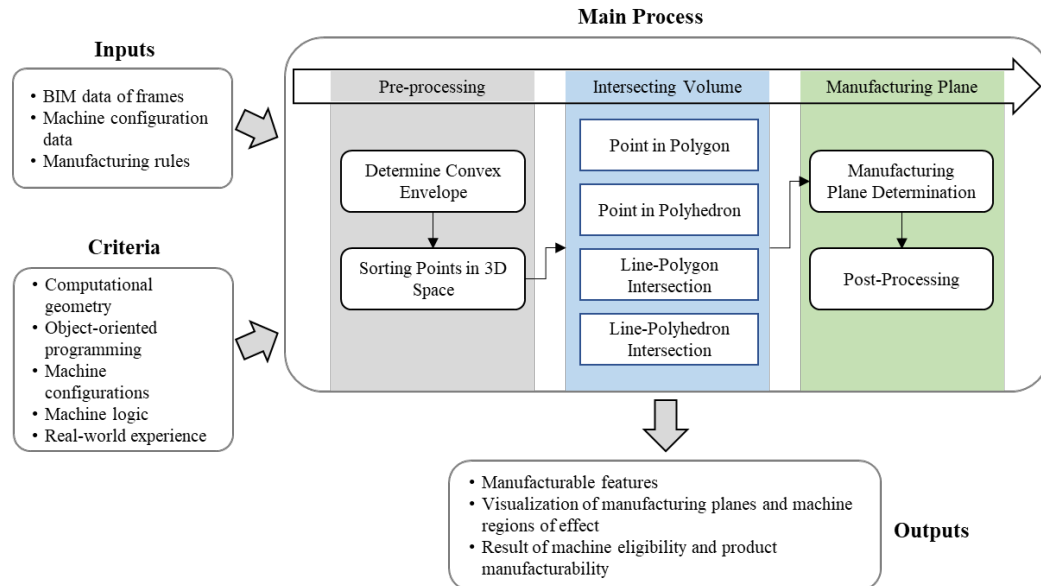 Main Process
Inputs
• BIM data of frames
• Machine configuration
data
• Manufacturing rules
Criteria
• Computational
geometry
• Object-oriented
programming
• Machine
configurations
• Machine logic
• Real-world experience
Pre-processing
Determine Convex
Envelope
Sorting Points in 3D
Space
Intersecting Volume
Point in Polygon
Point in Polyhedron
Line-Polygon
Intersection
Line-Polyhedron
Intersection
Manufacturing Plane
Manufacturing
Plane Determination
Post-Processing
• Manufacturable features
• Visualization of manufacturing planes and machine
regions of effect
• Result of machine eligibility and product
manufacturability
Outputs